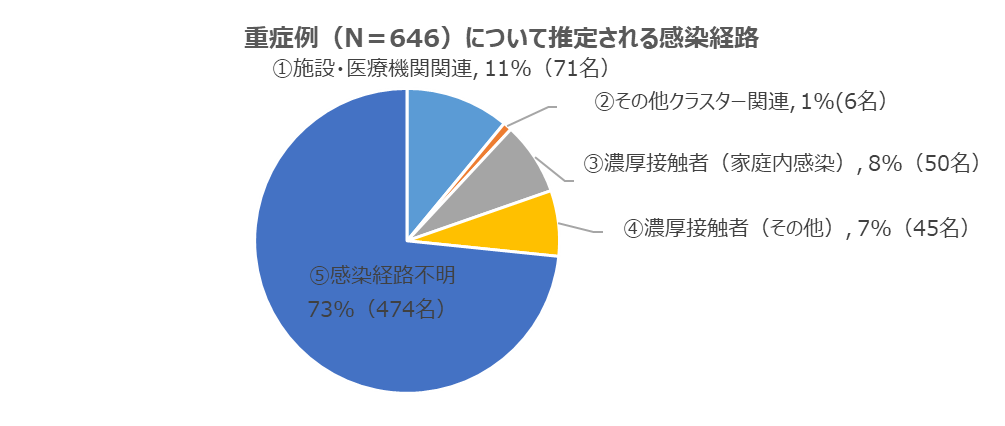 重症例（N＝646）について推定される感染経路
①施設・医療機関関連, 11%（71名）
②その他クラスター関連, 1%(6名）
③濃厚接触者（家庭内感染）, 8%（50名）
④濃厚接触者（その他）, 7%（45名）
⑤感染経路不明
73%（474名）